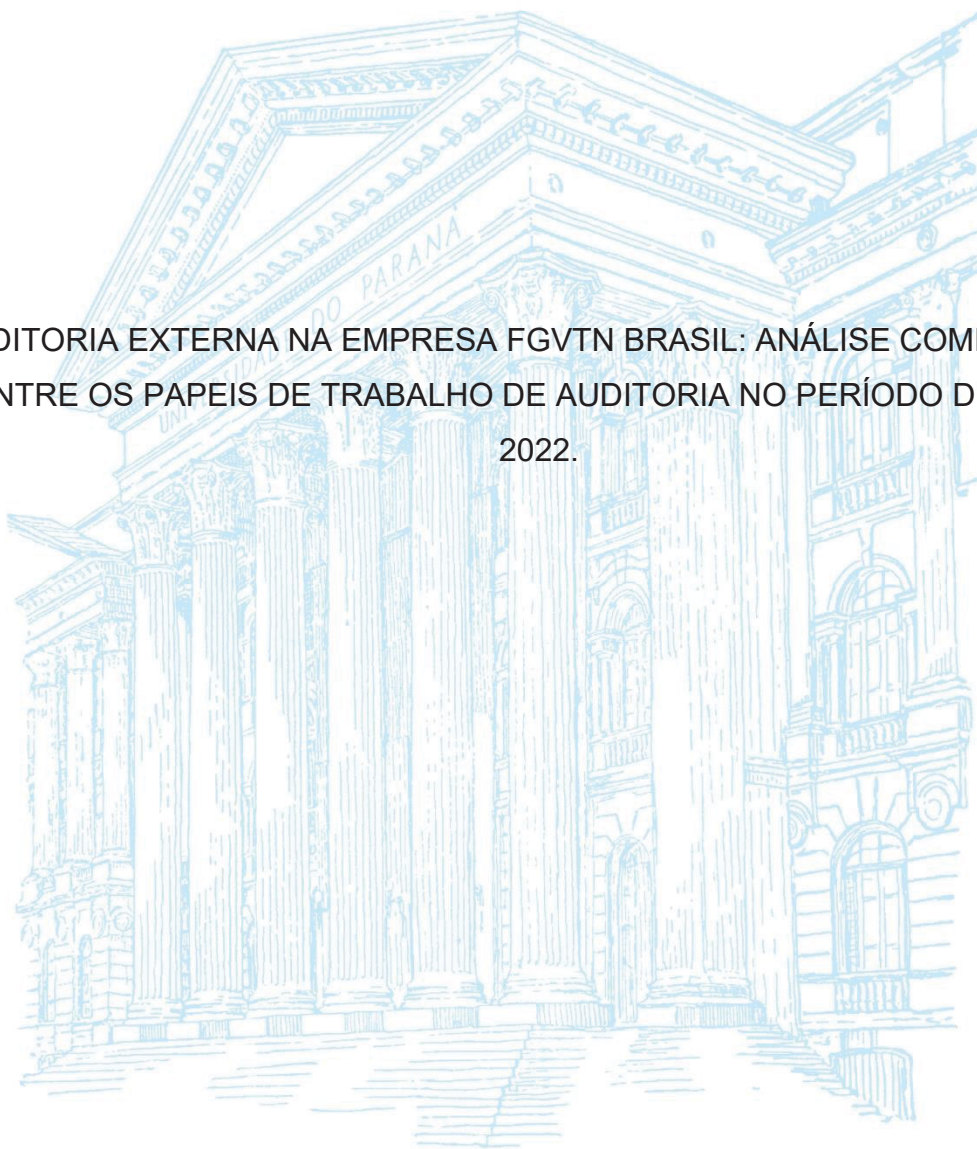 DO PARANÁ
DITORIA EXTERNA NA EMPRESA FGVTN BRASIL: ANÁLISE COM
NTRE OS PAPEIS DE TRABALHO DE AUDITORIA NO PERÍODO D
2022.